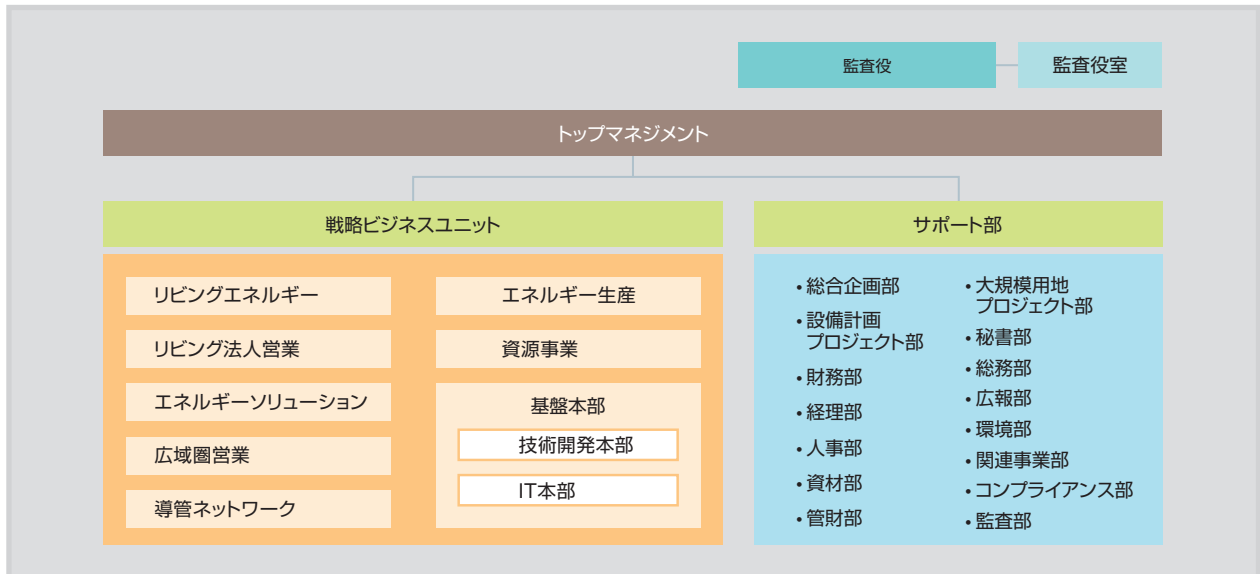 監査役
監査役室
トップマネジメント
戦略ビジネスユニット
リビングエネルギー
リビング法人営業
エネルギーソリューション
広域圏営業
導管ネットワーク
エネルギー生産
資源事業
基盤本部
技術開発本部
IT本部
サポート部
・総合企画部
・設備計画
プロジェクト部
・財務部
・経理部
・人事部
・資材部
・管財部
・大規模用地
プロジェクト部
・秘書部
・総務部
・広報部
・環境部
・関連事業部
・コンプライアンス部
・監査部